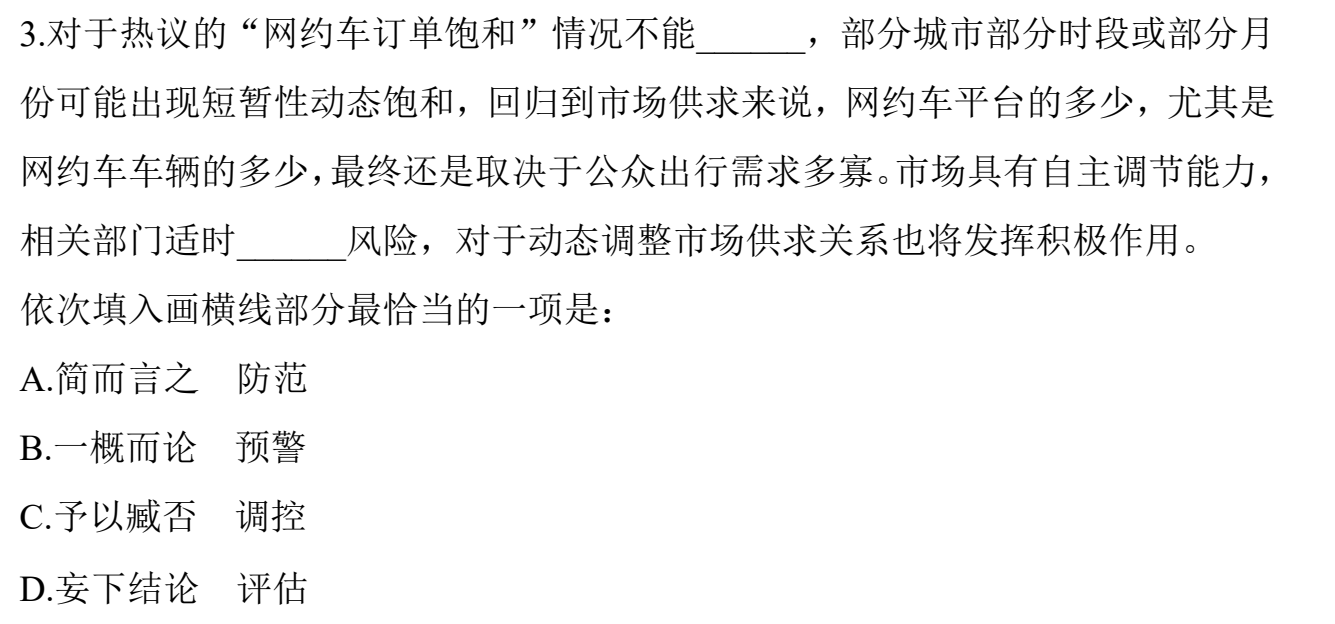 3.对于热议的“网约车订单饱和”情况不能______，部分城市部分时段或部分月
份可能出现短暂性动态饱和，回归到市场供求来说，网约车平台的多少，尤其是
网约车车辆的多少，最终还是取决于公众出行需求多寡。市场具有自主调节能力，
相关部门适时______风险，对于动态调整市场供求关系也将发挥积极作用。
依次填入画横线部分最恰当的一项是：
A.简而言之 防范
B.一概而论 预警
C.予以臧否 调控
D.妄下结论 评估